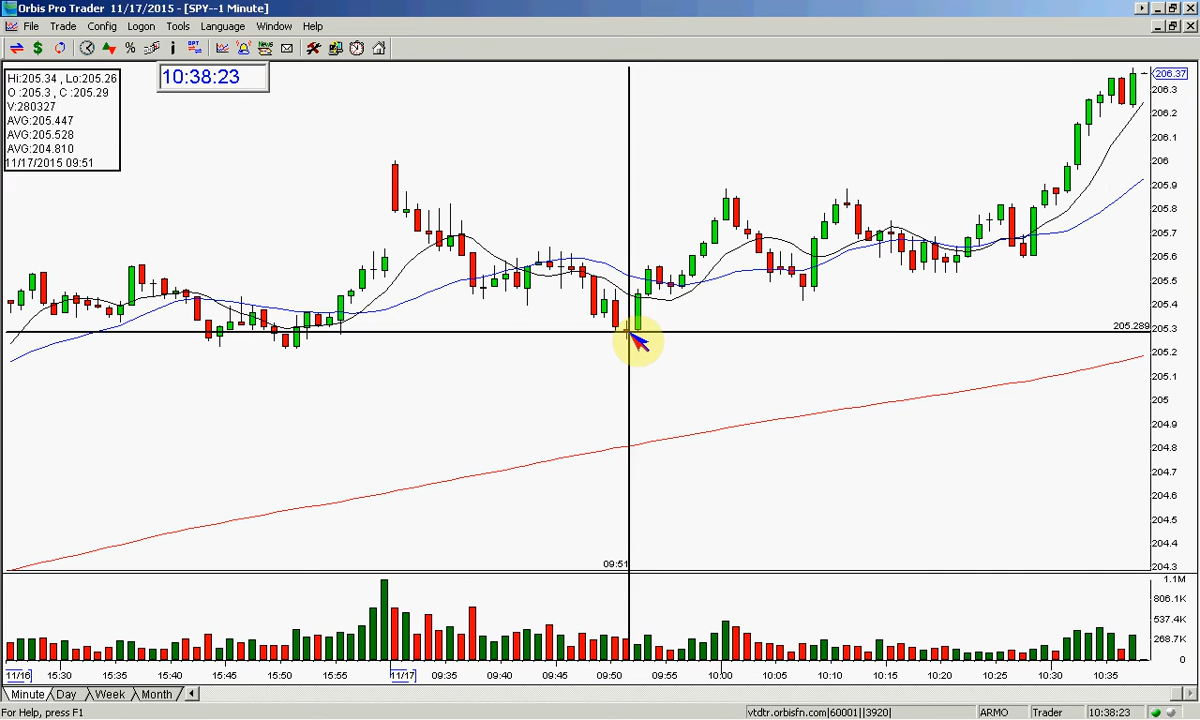 Orbis Pro Trader 11/17/2015 - [SPY--1 Minute]
File Trade Config Logon Tools Language Window Help
10:38:23
Hi:205.34 , Lo:205.26
O :205.3 , C :205.29
V:280327
AVG:205.447
AVG:205.528
AVG:204.810
11/17/2015 09:51
206.37
206.3
206.2
206.1
206
205.9
205.8
205.7
205.6
205.5
205.4
205.3
205.289
205.2
205.1
205
204.9
204.8
204.7
204.6
204.5
204.4
204.3
09:51
1.1M
806.1K
537.4K
268.7K
0
11/16 15:30 15:35 15:40 15:45 15:50 15:55 11/17 09:35 09:40 09:45 09:50 09:55 10:00 10:05 10:10 10:15 10:20 10:25 10:30 10:35
Minute Day Week Month
For Help, press F1 vtdtr.orbisfn.com|60001||3920| ARMO Trader 10:38:23